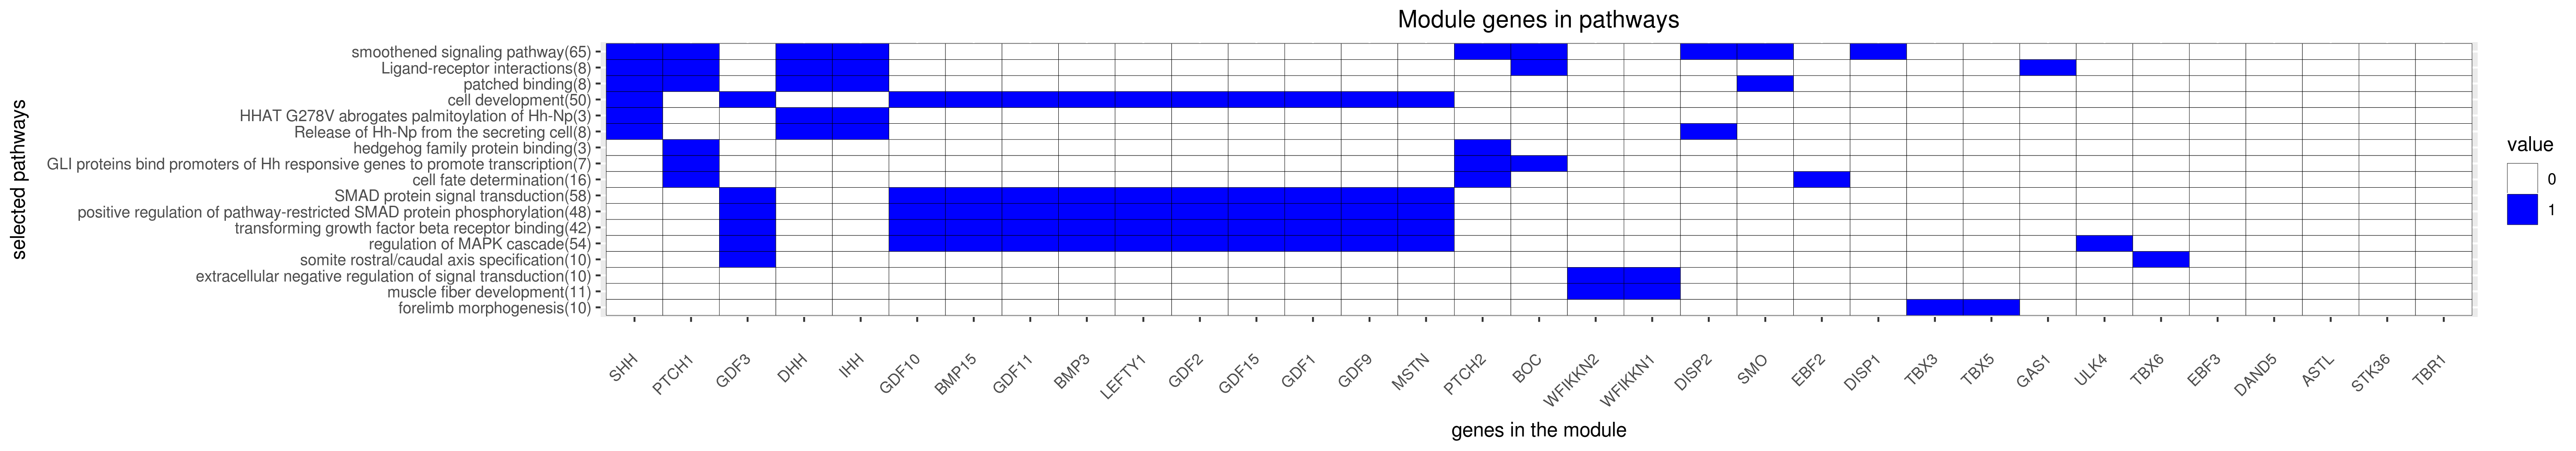 Module genes in pathways
selected pathways
smoothened signaling pathway(65)
Ligand-receptor interactions(8)
patched binding(8)
cell development(50)
HHAT G278V abrogates palmitoylation of Hh-Np(3)
Release of Hh-Np from the secreting cell(8)
hedgehog family protein binding(3)
GLI proteins bind promoters of Hh responsive genes to promote transcription(7)
cell fate determination(16)
SMAD protein signal transduction(58)
positive regulation of pathway-restricted SMAD protein phosphorylation(48)
transforming growth factor beta receptor binding(42)
regulation of MAPK cascade(54)
somite rostral/caudal axis specification(10)
extracellular negative regulation of signal transduction(10)
muscle fiber development(11)
forelimb morphogenesis(10)
SHH
PTCH1
GDF3
DHH
IHH
GDF10
BMP15
GDF11
BMP3
LEFTY1
GDF2
GDF15
GDF1
GDF9
MSTN
PTCH2
BOC
WFIKKN2
WFIKKN1
DISP2
SMO
EBF2
DISP1
TBX3
TBX5
GAS1
ULK4
TBX6
EBF3
DAND5
ASTL
STK36
TBR1
genes in the module
value
0
1